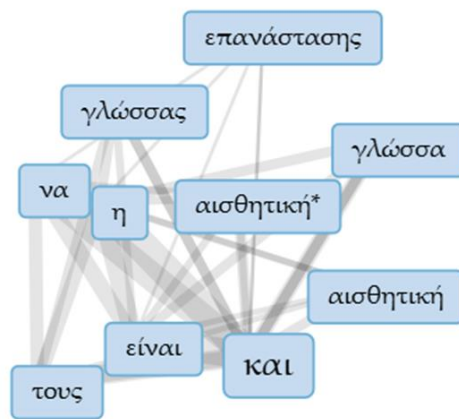 επανάστασης
γλώσσας
γλώσσα
να
η
αισθητική*
αισθητική
είναι
και
τους